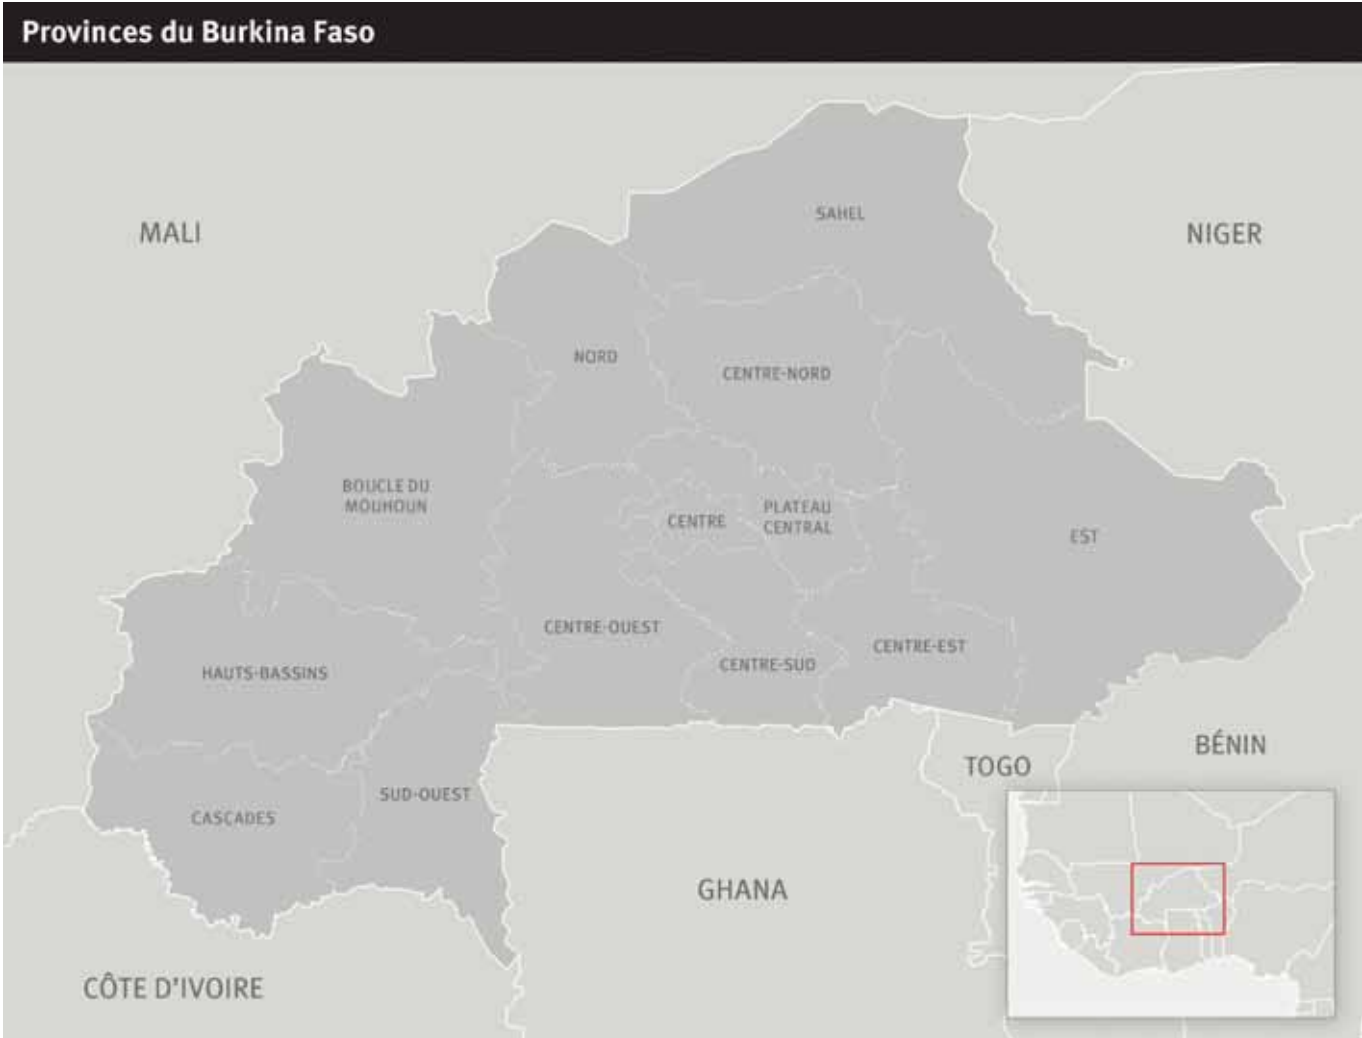 Provinces du Burkina Faso
SAHEL
MALI
NIGER
NORD
CENTRE-NORD
BOUCLE DU
MOUHOUN
PLATEAU
CENTRAL
CENTRE
EST
CENTRE-OUEST
CENTRE-EST
CENTRE-SUD
HAUTS-BASSINS
BÉNIN
TOGO
SUD-OUEST
CASCADES
GHANA
CÔTE D'IVOIRE